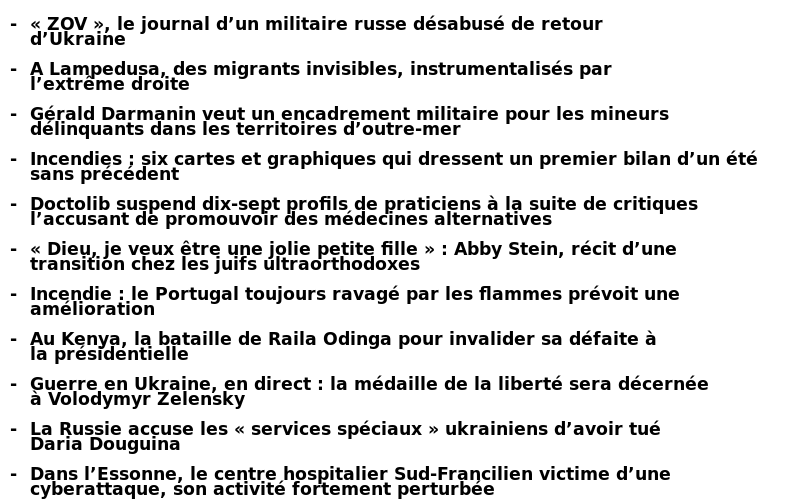 - « ZOV », le journal d’un militaire russe désabusé de retour
d’Ukraine
- A Lampedusa, des migrants invisibles, instrumentalisés par
l’extrême droite
- Gérald Darmanin veut un encadrement militaire pour les mineurs
délinquants dans les territoires d’outre-mer
- Incendies : six cartes et graphiques qui dressent un premier bilan d’un été
sans précédent
- Doctolib suspend dix-sept profils de praticiens à la suite de critiques
l’accusant de promouvoir des médecines alternatives
- « Dieu, je veux être une jolie petite fille » : Abby Stein, récit d’une
transition chez les juifs ultraorthodoxes
- Incendie : le Portugal toujours ravagé par les flammes prévoit une
amélioration
- Au Kenya, la bataille de Raila Odinga pour invalider sa défaite à
la présidentielle
- Guerre en Ukraine, en direct : la médaille de la liberté sera décernée
à Volodymyr Zelensky
- La Russie accuse les « services spéciaux » ukrainiens d’avoir tué
Daria Douguina
- Dans l’Essonne, le centre hospitalier Sud-Francilien victime d’une
cyberattaque, son activité fortement perturbée